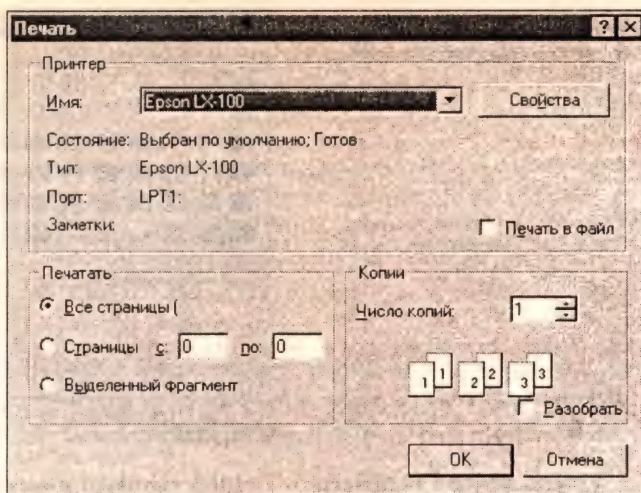 Печать
Принтер
Имя: Epson LX-100 Свойства
Состояние: Выбран по умолчанию; Готов
Тип: Epson LX-100
Порт: LPT1:
Заметки: Печать в файл
Печатать Копии
Все страницы ( Число копий: 1
Страницы с: 0 по: 0
1 1 2 2 3 3
Выделенный фрагмент
Разобрать
OK Отмена